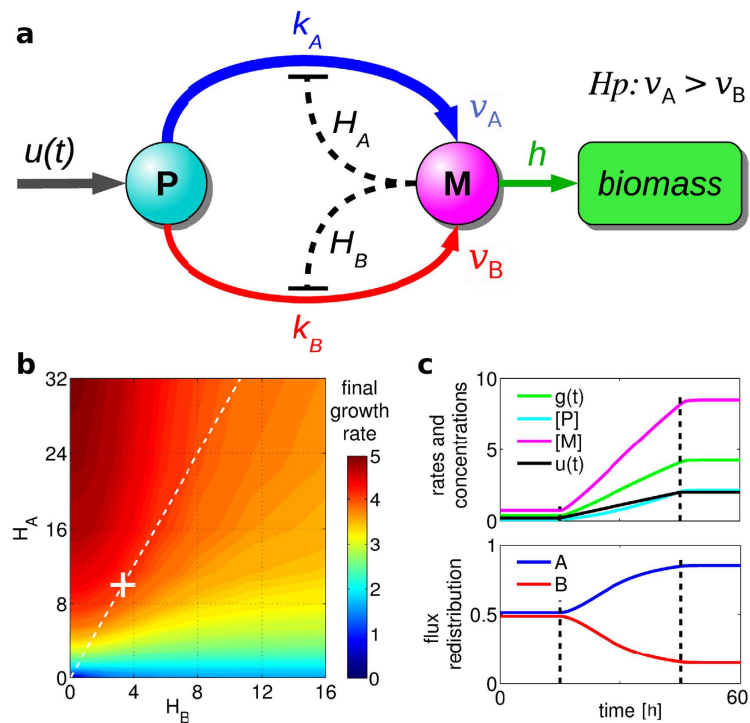 a
k_A
Hp: ν_A > ν_B
u(t)
P
H_A
ν_A
M
h
biomass
H_B
ν_B
k_B
b
32
24
16
8
0
H_A
0
4
8
12
16
H_B
final
growth
rate
5
4
3
2
1
0
c
10
5
0
rates and
concentrations
g(t)
[P]
[M]
u(t)
1
0.5
0
flux
redistribution
A
B
0
30
60
time [h]